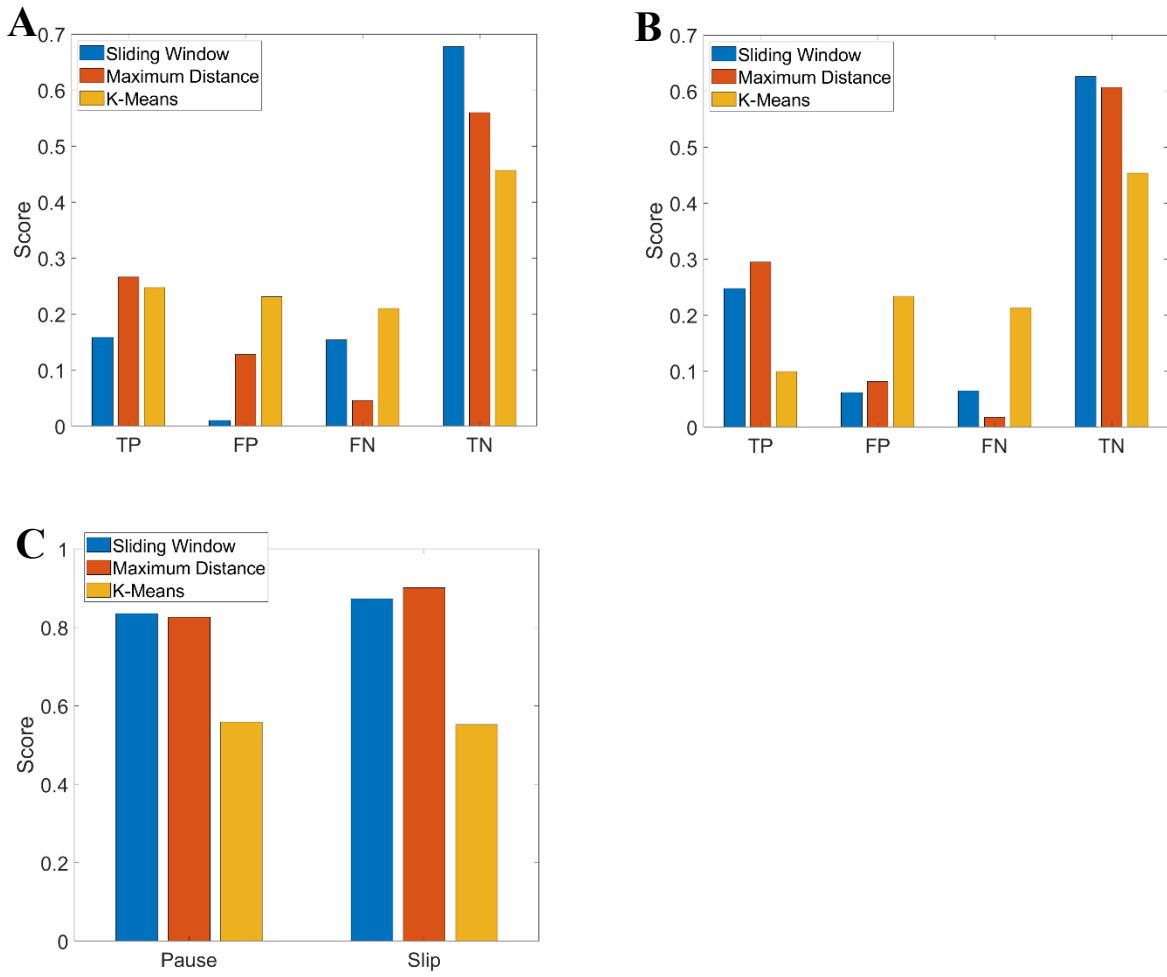 A
Sliding Window
Maximum Distance
K-Means
0.7
0.6
0.5
0.4
0.3
0.2
0.1
0
Score
TP FP FN TN
B
Sliding Window
Maximum Distance
K-Means
0.7
0.6
0.5
0.4
0.3
0.2
0.1
0
Score
TP FP FN TN
C
Sliding Window
Maximum Distance
K-Means
1
0.8
0.6
0.4
0.2
0
Score
Pause Slip